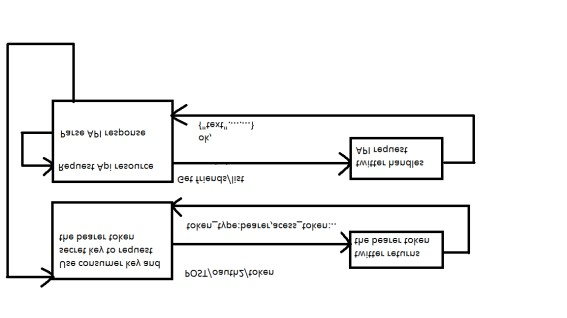 POST/oauth2/token
Use consumer key and
secret key to request
the bearer token
twitter returns
the bearer token
token_type:bearer,acess_token:..
Get friends/list
Request Api resource
twitter handles
API request
ok,
{"text",...,...}
Parse API response